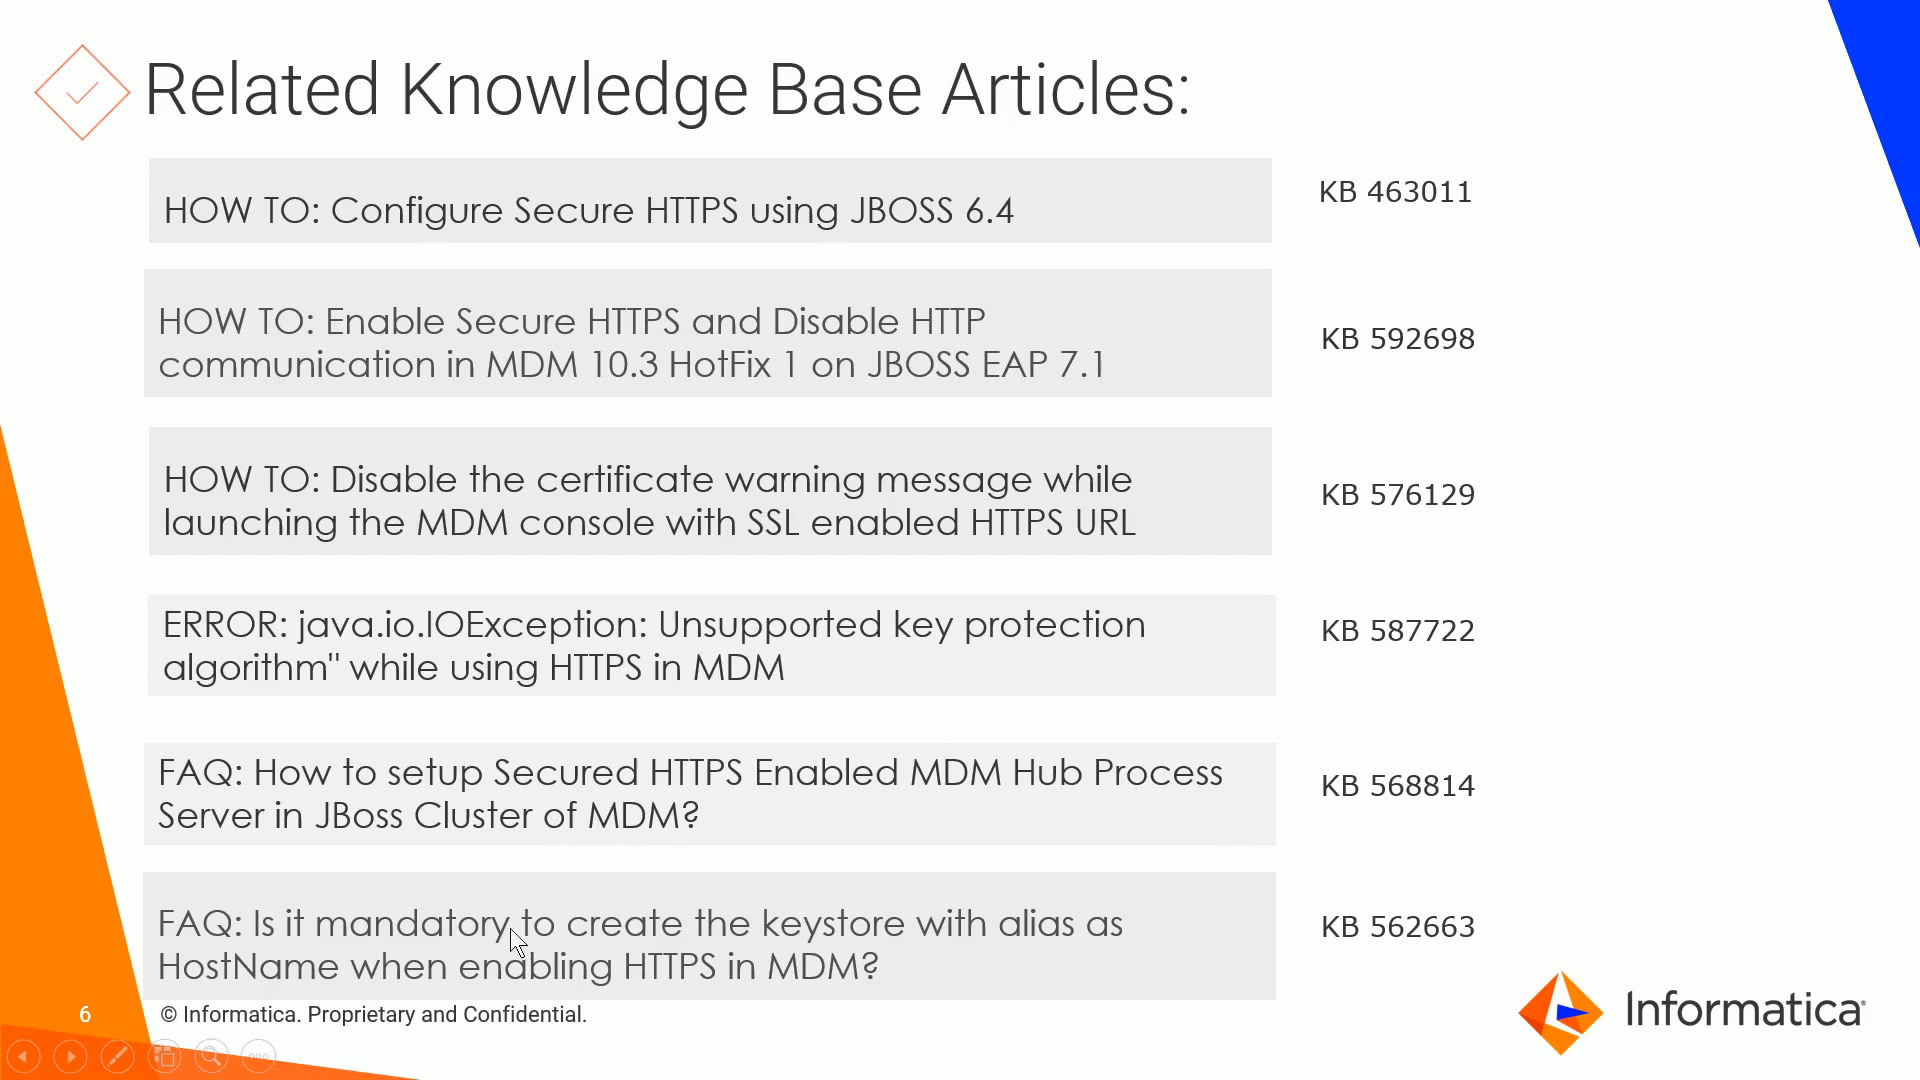 Related Knowledge Base Articles:
HOW TO: Configure Secure HTTPS using JBOSS 6.4
KB 463011
HOW TO: Enable Secure HTTPS and Disable HTTP
communication in MDM 10.3 HotFix 1 on JBOSS EAP 7.1
KB 592698
HOW TO: Disable the certificate warning message while
launching the MDM console with SSL enabled HTTPS URL
KB 576129
ERROR: java.io.IOException: Unsupported key protection
algorithm" while using HTTPS in MDM
KB 587722
FAQ: How to setup Secured HTTPS Enabled MDM Hub Process
Server in JBoss Cluster of MDM?
KB 568814
FAQ: Is it mandatory to create the keystore with alias as
HostName when enabling HTTPS in MDM?
KB 562663
6
© Informatica. Proprietary and Confidential.
Informatica®